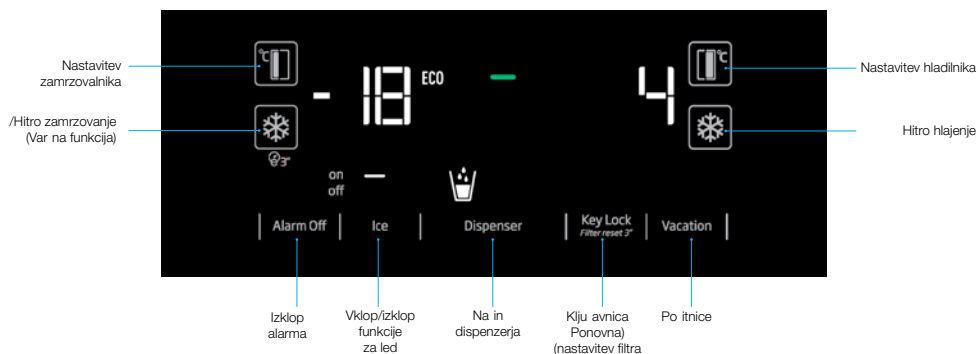 Nastavitev
zamrzovalnika
/Hitro zamrzovanje
(Var na funkcija)
°C
- 18 ECO
3"
4
°C
Nastavitev hladilnika
Hitro hlajenje
on
off
Alarm Off
Ice
Dispenser
Key Lock
Filter reset 3"
Vacation
Izklop
alarma
Vklop/izklop
funkcije
za led
Na in
dispenzerja
Klju avnica
Ponovna)
(nastavitev filtra
Po itnice